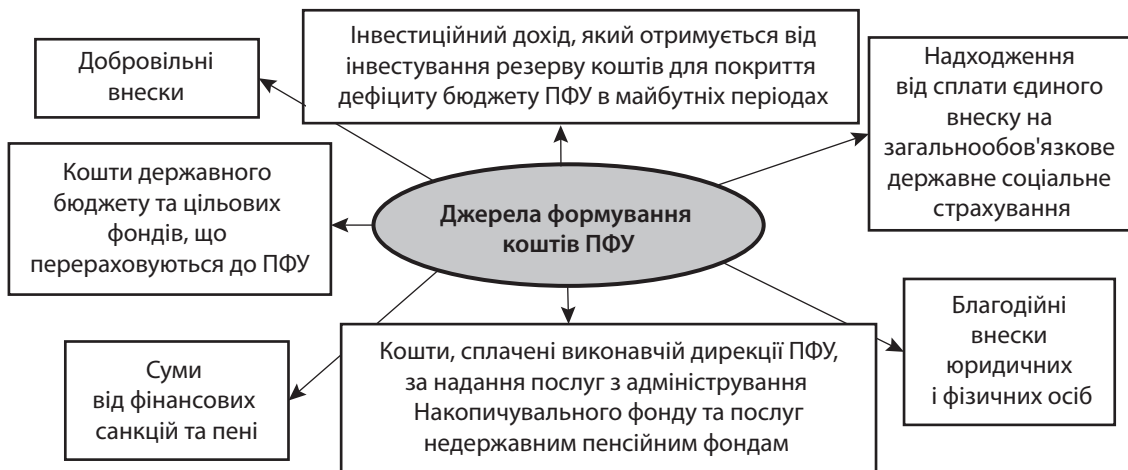 Добровільні
внески
Інвестиційний дохід, який отримується від
інвестування резерву коштів для покриття
дефіциту бюджету ПФУ в майбутніх періодах
Надходження
від сплати єдиного
внеску на
загальнообов'язкове
державне соціальне
страхування
Кошти державного
бюджету та цільових
фондів, що
перераховуються до ПФУ
Джерела формування
коштів ПФУ
Суми
від фінансових
санкцій та пені
Кошти, сплачені виконавчій дирекції ПФУ,
за надання послуг з адміністрування
Накопичувального фонду та послуг
недержавним пенсійним фондам
Благодійні
внески
юридичних
і фізичних осіб